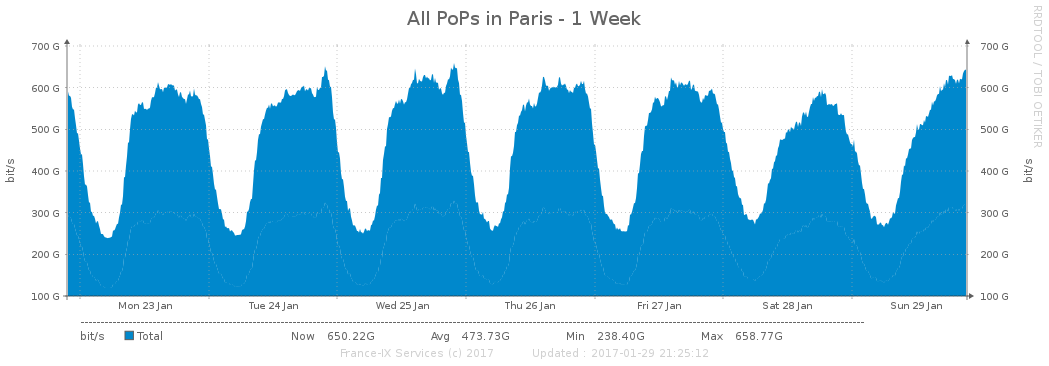 All PoPs in Paris - 1 Week
RRDTOOL / TOBI OETIKER
700 G 700 G
600 G 600 G
500 G 500 G
400 G 400 G
300 G 300 G
200 G 200 G
100 G 100 G
bit/s
bit/s
Mon 23 Jan Tue 24 Jan Wed 25 Jan Thu 26 Jan Fri 27 Jan Sat 28 Jan Sun 29 Jan
bit/s Total Now 650.22G Avg 473.73G Min 238.40G Max 658.77G
France-IX Services (c) 2017 Updated : 2017-01-29 21:25:12